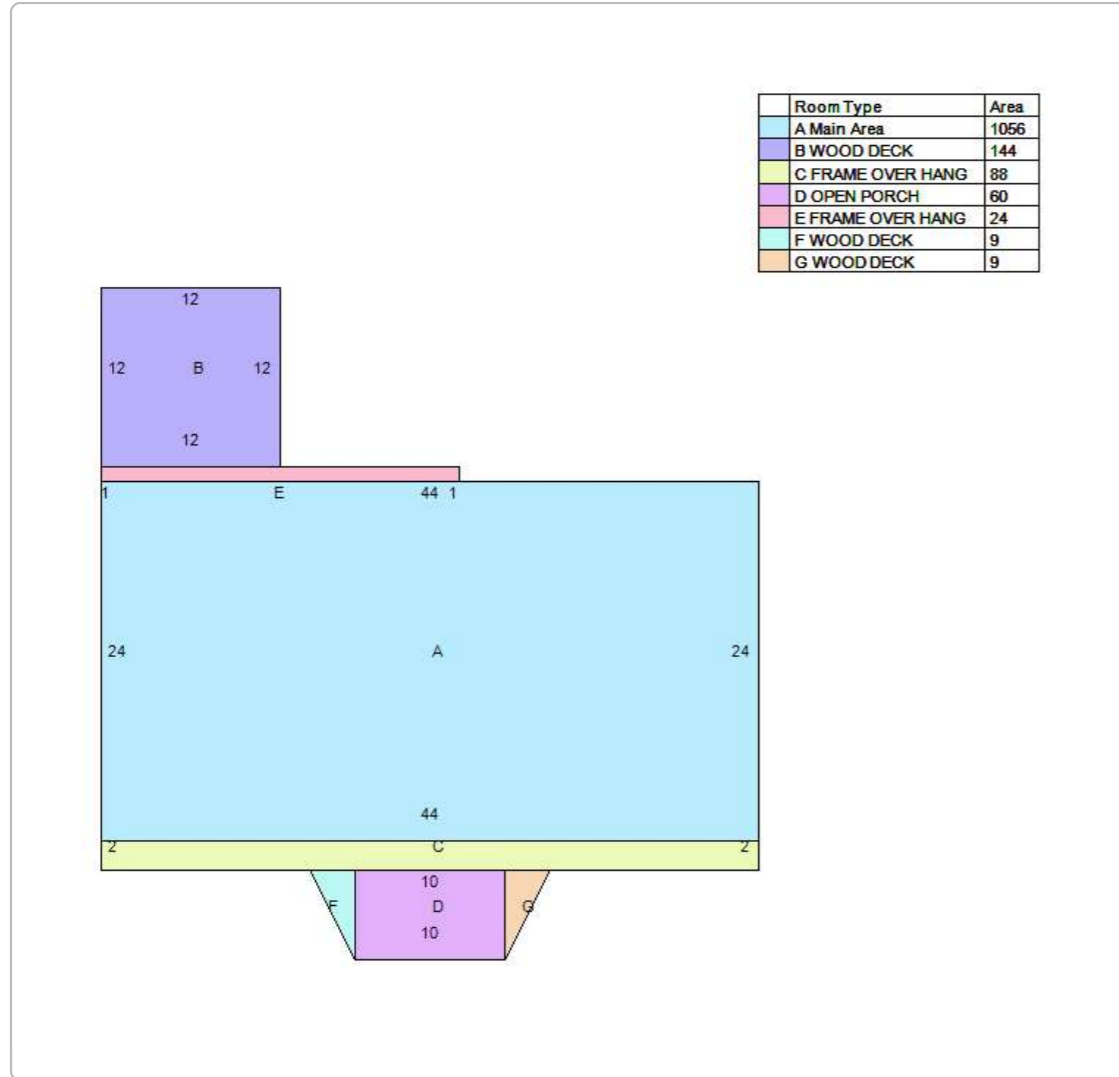 Room Type Area
A Main Area 1056
B WOOD DECK 144
C FRAME OVER HANG 88
D OPEN PORCH 60
E FRAME OVER HANG 24
F WOOD DECK 9
G WOOD DECK 9
12
12 B 12
12
1 E 44 1
24 A 24
44
2 C 2
10
F D G
10